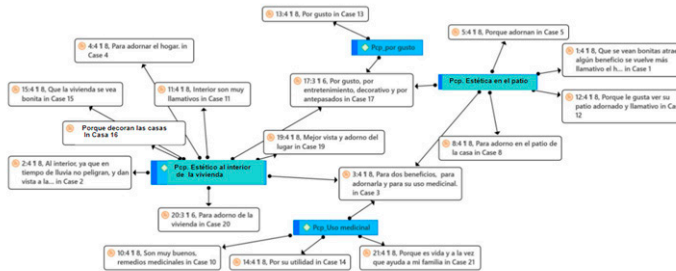 13:4 ¶ 8, Por gusto in Case 13
4:4 ¶ 8, Para adornar el hogar. in
Case 4
5:4 ¶ 8, Porque adornan in Case 5
Pcp_por gusto
1:4 ¶ 8, Que se vean bonitas atrae
algún beneficio se vuelve más
llamativo el h... in Case 1
15:4 ¶ 8, Que la vivienda se vea
bonita in Case 15
11:4 ¶ 8, Interior son muy
llamativos in Case 11
17:3 ¶ 6, Por gusto, por
entretenimiento, decorativo y por
antepasados in Case 17
Pcp. Estética en el patio
12:4 ¶ 8, Porque le gusta ver su
patio adornado y llamativo in Case
12
Porque decoran las casas
In Casa 16
19:4 ¶ 8, Mejor vista y adorno del
lugar in Case 19
8:4 ¶ 8, Para adorno en el patio de
la casa in Case 8
2:4 ¶ 8, Al interior, ya que en
tiempo de lluvia no peligran, y dan
vista a la... in Case 2
Pcp. Estético al interior
de la vivienda
3:4 ¶ 8, Para dos beneficios, para
adornarla y para su uso medicinal.
in Case 3
20:3 ¶ 6, Para adorno de la
vivienda in Case 20
Pcp_Uso medicinal
10:4 ¶ 8, Son muy buenos,
remedios medicinales in Case 10
14:4 ¶ 8, Por su utilidad in Case 14
21:4 ¶ 8, Porque es vida y a la vez
que ayuda a mi familia in Case 21